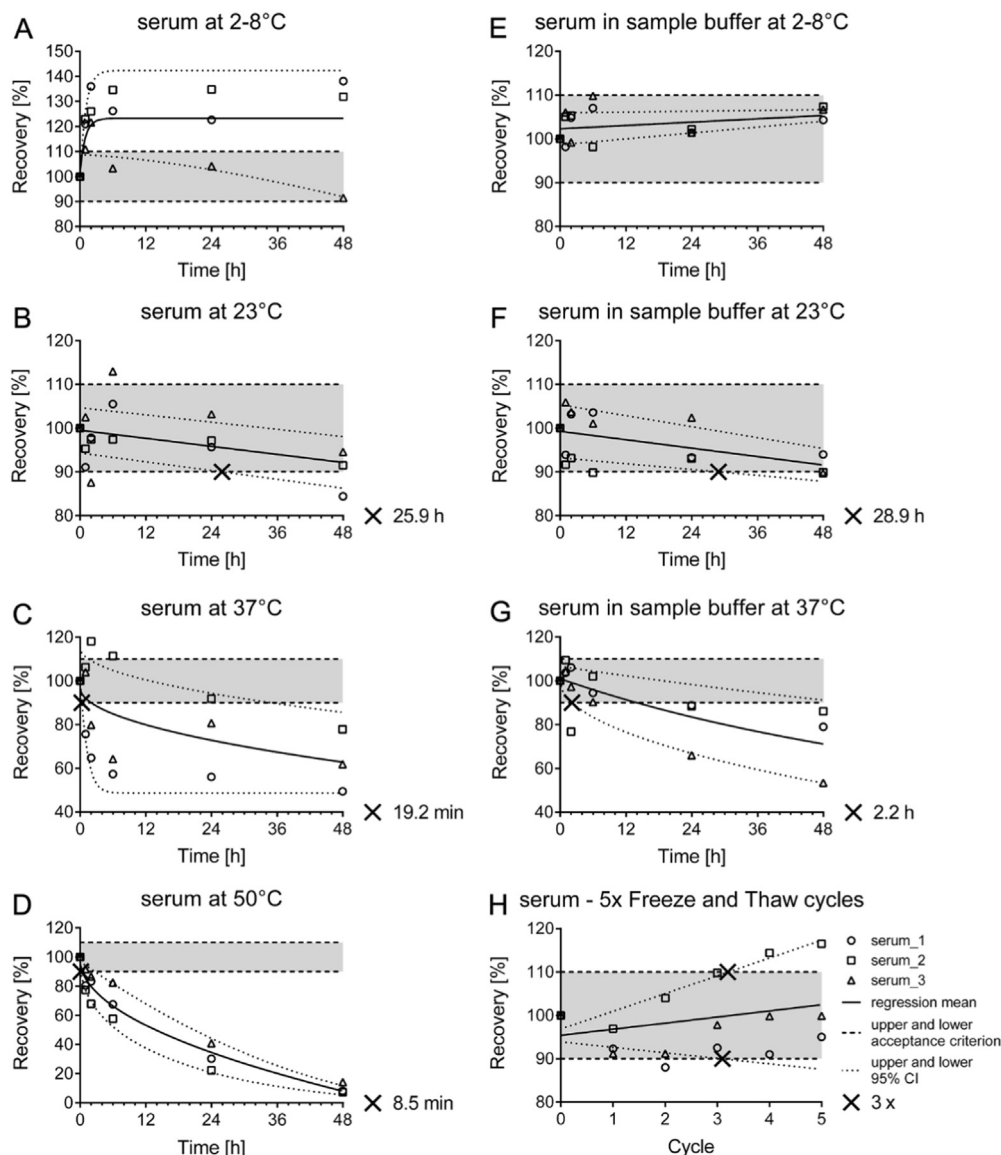 A
serum at 2-8°C
Recovery [%]
150
140
130
120
110
100
90
80
0
12
24
36
48
Time [h]
E
serum in sample buffer at 2-8°C
Recovery [%]
120
110
100
90
80
0
12
24
36
48
Time [h]
B
serum at 23°C
Recovery [%]
120
110
100
90
80
0
12
24
36
48
Time [h]
25.9 h
F
serum in sample buffer at 23°C
Recovery [%]
120
110
100
90
80
0
12
24
36
48
Time [h]
28.9 h
C
serum at 37°C
Recovery [%]
120
100
80
60
40
0
12
24
36
48
Time [h]
19.2 min
G
serum in sample buffer at 37°C
Recovery [%]
120
100
80
60
40
0
12
24
36
48
Time [h]
2.2 h
D
serum at 50°C
Recovery [%]
120
100
80
60
40
20
0
0
12
24
36
48
Time [h]
8.5 min
H
serum - 5x Freeze and Thaw cycles
Recovery [%]
120
110
100
90
80
0
1
2
3
4
5
Cycle
serum_1
serum_2
serum_3
regression mean
upper and lower
acceptance criterion
upper and lower
95% CI
3 x